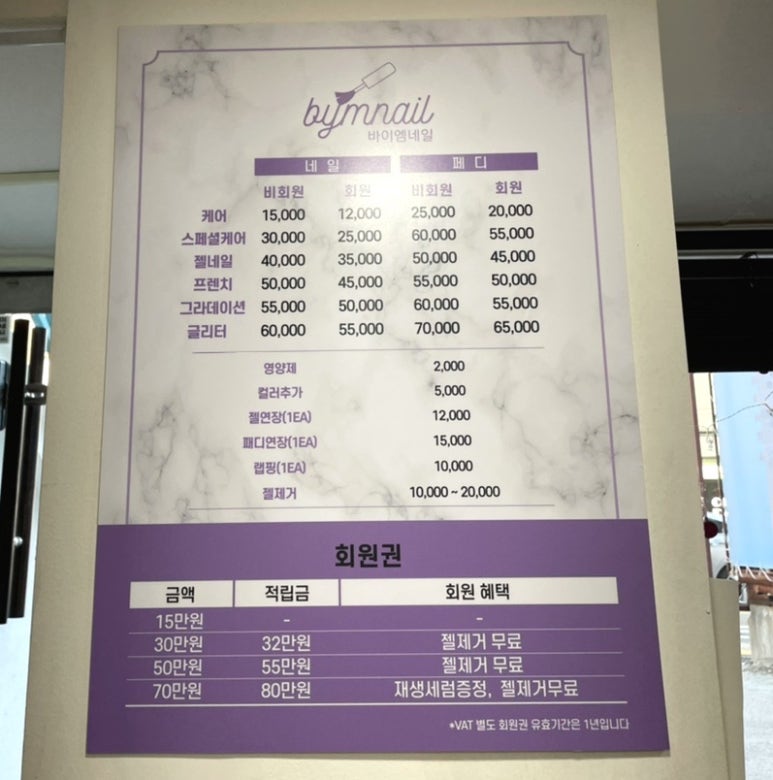 bymnail
바이엠네일
네 일 페 디
비회원 회원 비회원 회원
케어 15,000 12,000 25,000 20,000
스페셜케어 30,000 25,000 60,000 55,000
젤네일 40,000 35,000 50,000 45,000
프렌치 50,000 45,000 55,000 50,000
그라데이션 55,000 50,000 60,000 55,000
글리터 60,000 55,000 70,000 65,000
영양제 2,000
컬러추가 5,000
젤연장(1EA) 12,000
패디연장(1EA) 15,000
랩핑(1EA) 10,000
젤제거 10,000 ~ 20,000
회원권
금액 적립금 회원 혜택
15만원 - -
30만원 32만원 젤제거 무료
50만원 55만원 젤제거 무료
70만원 80만원 재생세럼증정, 젤제거무료
*VAT 별도 회원권 유효기간은 1년입니다